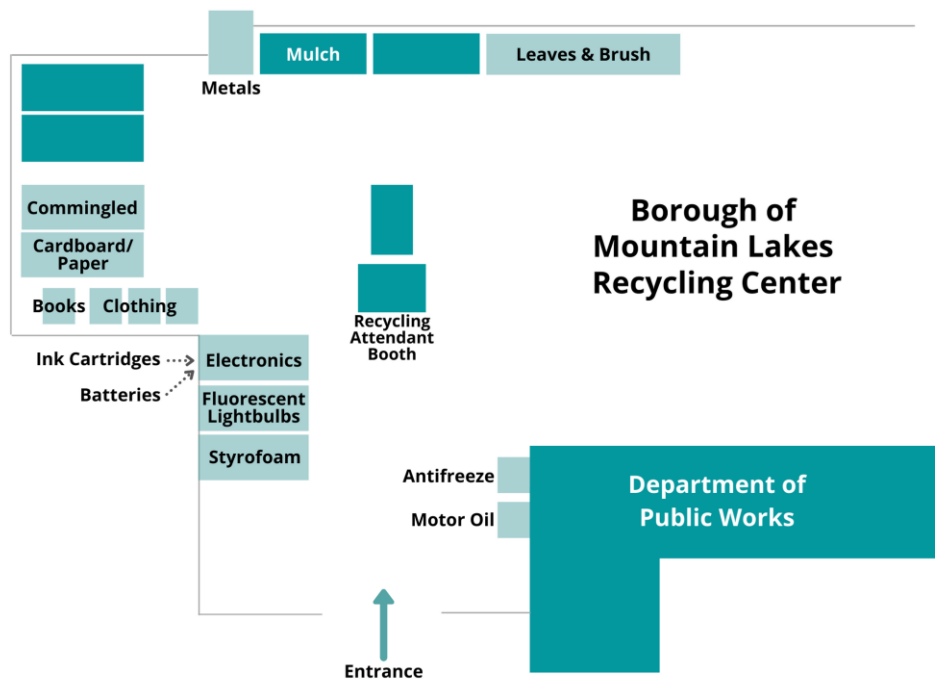 Mulch
Leaves & Brush
Metals
Commingled
Cardboard/
Paper
Books
Clothing
Borough of
Mountain Lakes
Recycling Center
Recycling
Attendant
Booth
Ink Cartridges
Batteries
Electronics
Fluorescent
Lightbulbs
Styrofoam
Antifreeze
Motor Oil
Department of
Public Works
Entrance